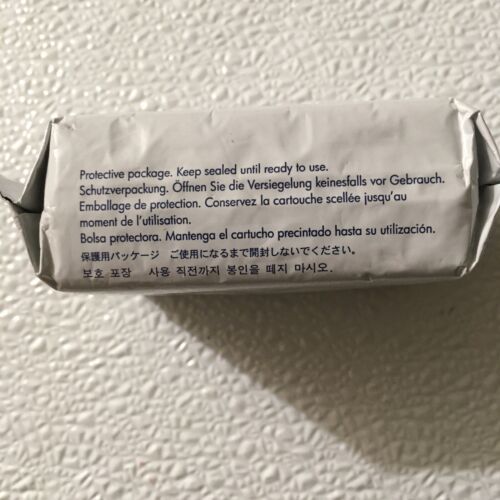 Protective package. Keep sealed until ready to use.
Schutzverpackung. Öffnen Sie die Versiegelung keinesfalls vor Gebrauch.
Emballage de protection. Conservez la cartouche scellée jusqu'au
moment de l'utilisation.
Bolsa protectora. Mantenga el cartucho precintado hasta su utilización.
保護用パッケージ　ご使用になるまで開封しないでください。
보호 포장　사용 직전까지 봉인을 떼지 마시오.